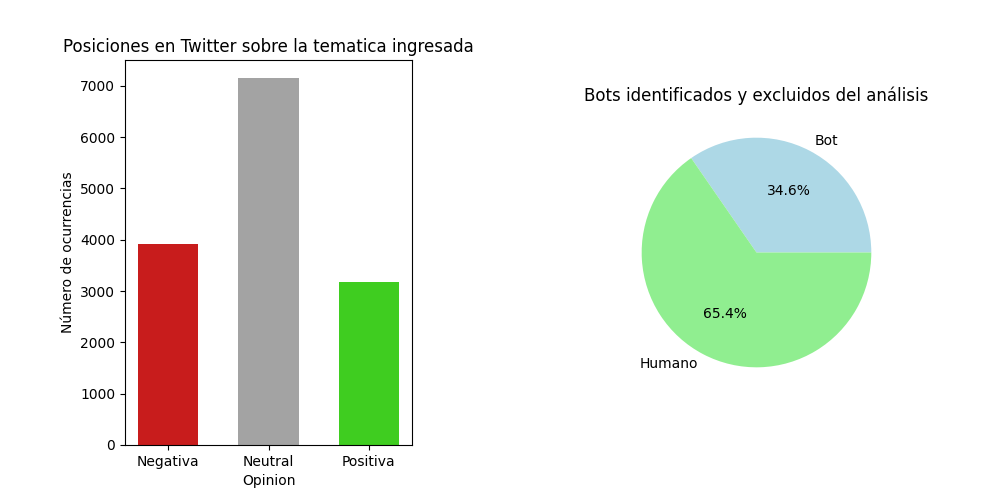 Posiciones en Twitter sobre la tematica ingresada
Número de ocurrencias
7000
6000
5000
4000
3000
2000
1000
0
Negativa
Neutral
Positiva
Opinion
Bots identificados y excluidos del análisis
Bot
34.6%
65.4%
Humano